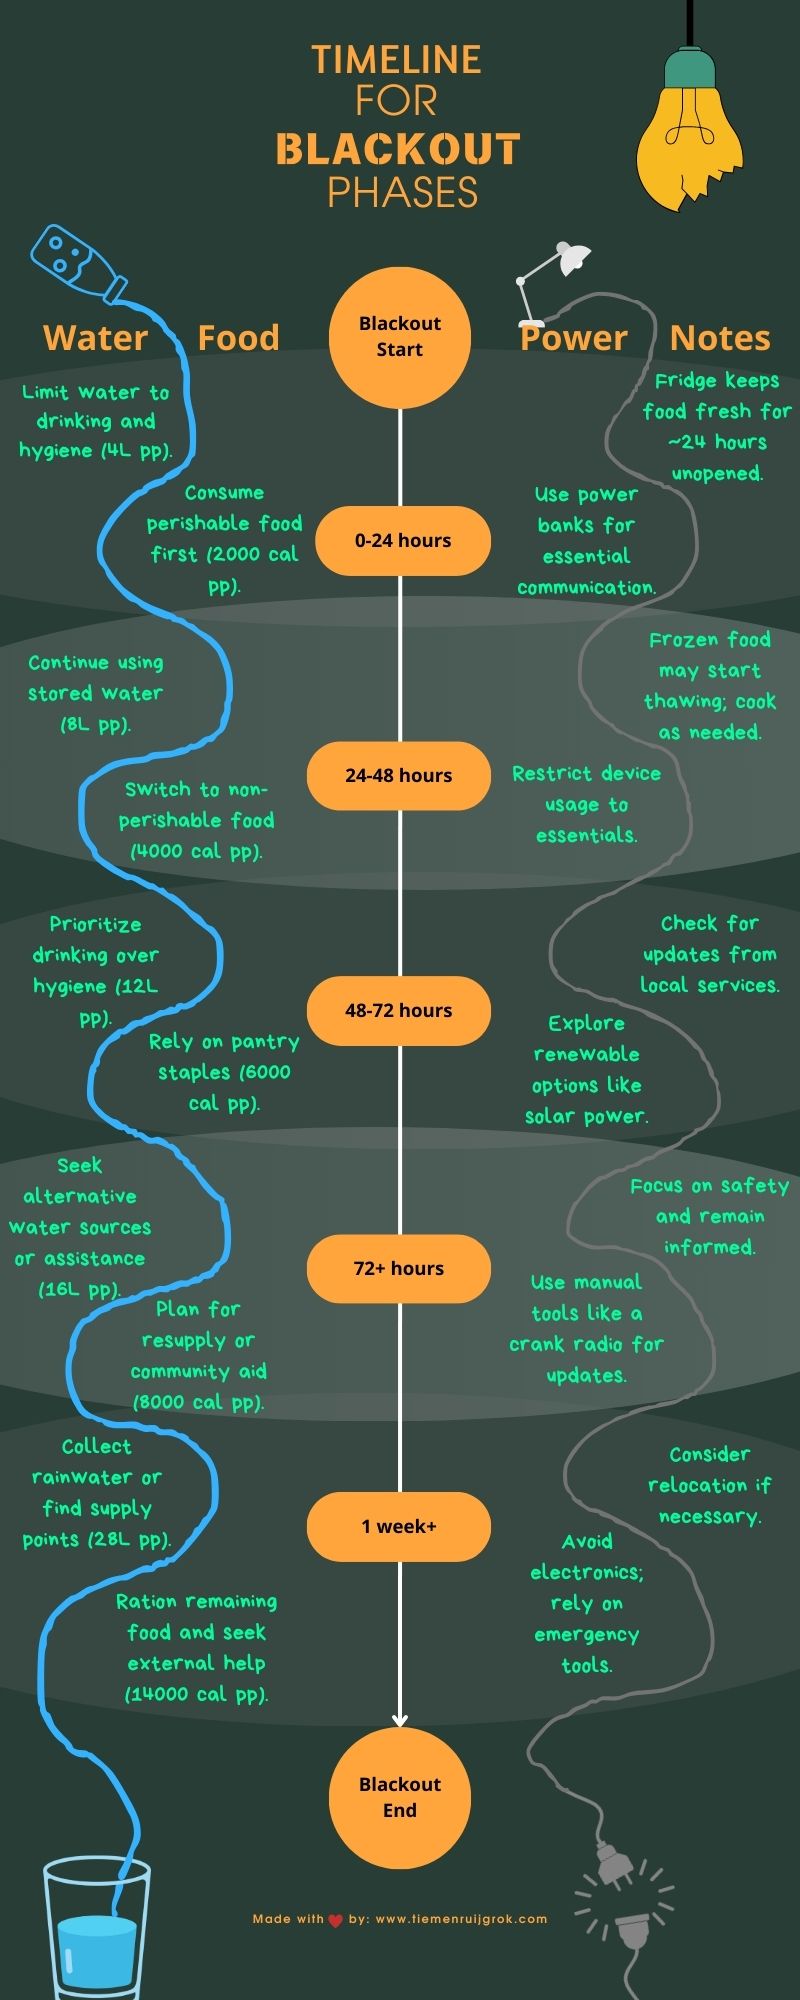 TIMELINE
FOR
BLACKOUT
PHASES
Blackout
Start
Water
Food
Power
Notes
Limit water to
drinking and
hygiene (4L pp).
Consume
perishable food
first (2000 cal
pp).
0-24 hours
Use power
banks for
essential
communication.
Fridge keeps
food fresh for
~24 hours
unopened.
Continue using
stored water
(8L pp).
Switch to non-
perishable food
(4000 cal pp).
24-48 hours
Restrict device
usage to
essentials.
Frozen food
may start
thawing; cook
as needed.
Prioritize
drinking over
hygiene (12L
pp).
Rely on pantry
staples (6000
cal pp).
48-72 hours
Explore
renewable
options like
solar power.
Check for
updates from
local services.
Seek
alternative
water sources
or assistance
(16L pp).
Plan for
resupply or
community aid
(8000 cal pp).
72+ hours
Use manual
tools like a
crank radio for
updates.
Focus on safety
and remain
informed.
Collect
rainwater or
find supply
points (28L pp).
Ration remaining
food and seek
external help
(14000 cal pp).
1 week+
Avoid
electronics;
rely on
emergency
tools.
Consider
relocation if
necessary.
Blackout
End
Made with ❤ by: www.tiemenruijgrok.com